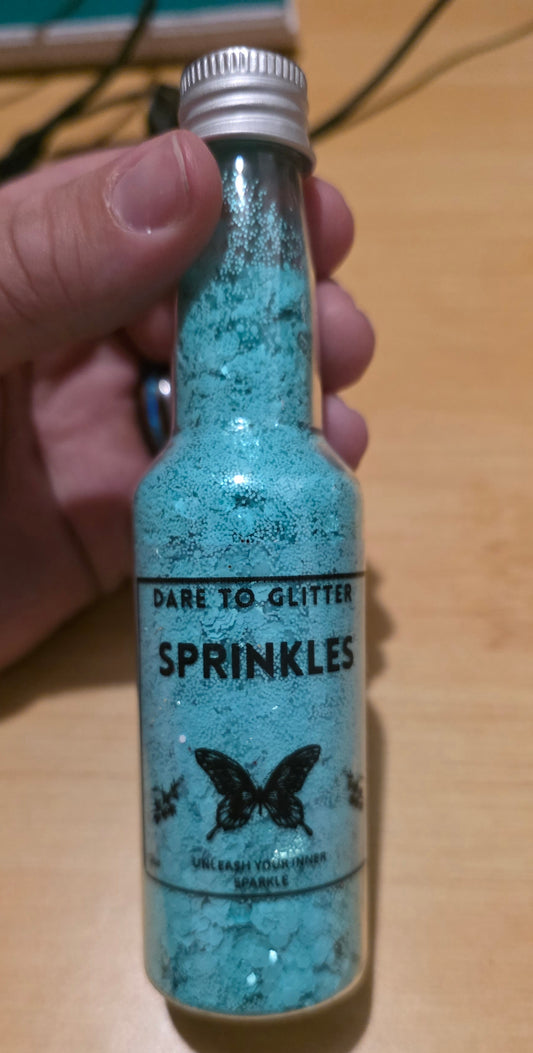 DARE TO GLITTER
SPRINKLES
UNLEASH YOUR INNER
SPARKLE